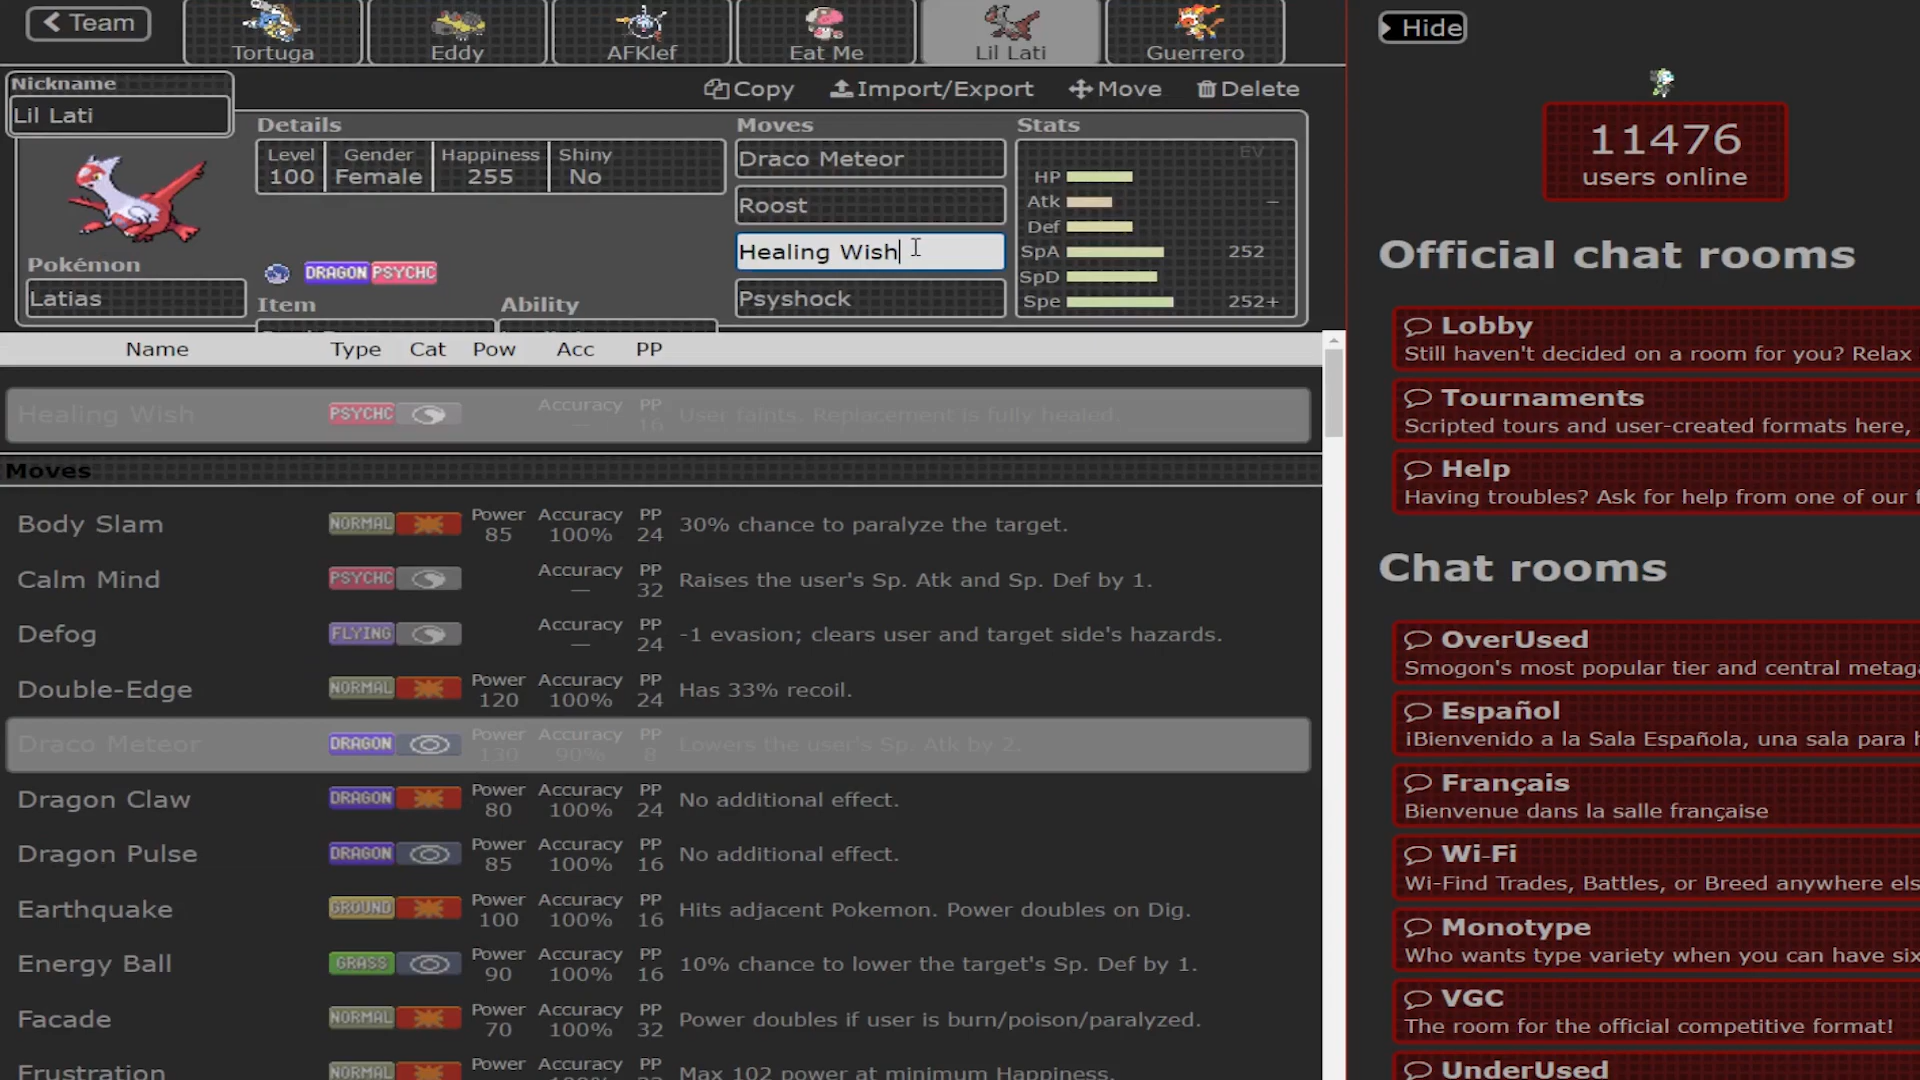 Team
Tortuga
Eddy
AFKlef
Eat Me
Lil Lati
Guerrero
Hide
Nickname
Lil Lati
Copy
Import/Export
Move
Delete
Details
Level
100
Gender
Female
Happiness
255
Shiny
No
Pokémon
Latias
DRAGON PSYCHC
Item
Ability
Moves
Draco Meteor
Roost
Healing Wish
Psyshock
Stats
EV
HP
Atk –
Def
SpA 252
SpD
Spe 252+
11476
users online
Name Type Cat Pow Acc PP
Healing Wish PSYCHC Accuracy — PP 16 User faints. Replacement is fully healed.
Moves
Body Slam NORMAL Power 85 Accuracy 100% PP 24 30% chance to paralyze the target.
Calm Mind PSYCHC Accuracy — PP 32 Raises the user's Sp. Atk and Sp. Def by 1.
Defog FLYING Accuracy — PP 24 -1 evasion; clears user and target side's hazards.
Double-Edge NORMAL Power 120 Accuracy 100% PP 24 Has 33% recoil.
Draco Meteor DRAGON Power 130 Accuracy 90% PP 8 Lowers the user's Sp. Atk by 2.
Dragon Claw DRAGON Power 80 Accuracy 100% PP 24 No additional effect.
Dragon Pulse DRAGON Power 85 Accuracy 100% PP 16 No additional effect.
Earthquake GROUND Power 100 Accuracy 100% PP 16 Hits adjacent Pokemon. Power doubles on Dig.
Energy Ball GRASS Power 90 Accuracy 100% PP 16 10% chance to lower the target's Sp. Def by 1.
Facade NORMAL Power 70 Accuracy 100% PP 32 Power doubles if user is burn/poison/paralyzed.
Frustration NORMAL Power Accuracy PP Max 102 power at minimum Happiness.
Official chat rooms
Lobby
Still haven't decided on a room for you? Relax
Tournaments
Scripted tours and user-created formats here,
Help
Having troubles? Ask for help from one of our
Chat rooms
OverUsed
Smogon's most popular tier and central metaga
Español
¡Bienvenido a la Sala Española, una sala para h
Français
Bienvenue dans la salle française
Wi-Fi
Wi-Find Trades, Battles, or Breed anywhere els
Monotype
Who wants type variety when you can have six
VGC
The room for the official competitive format!
UnderUsed